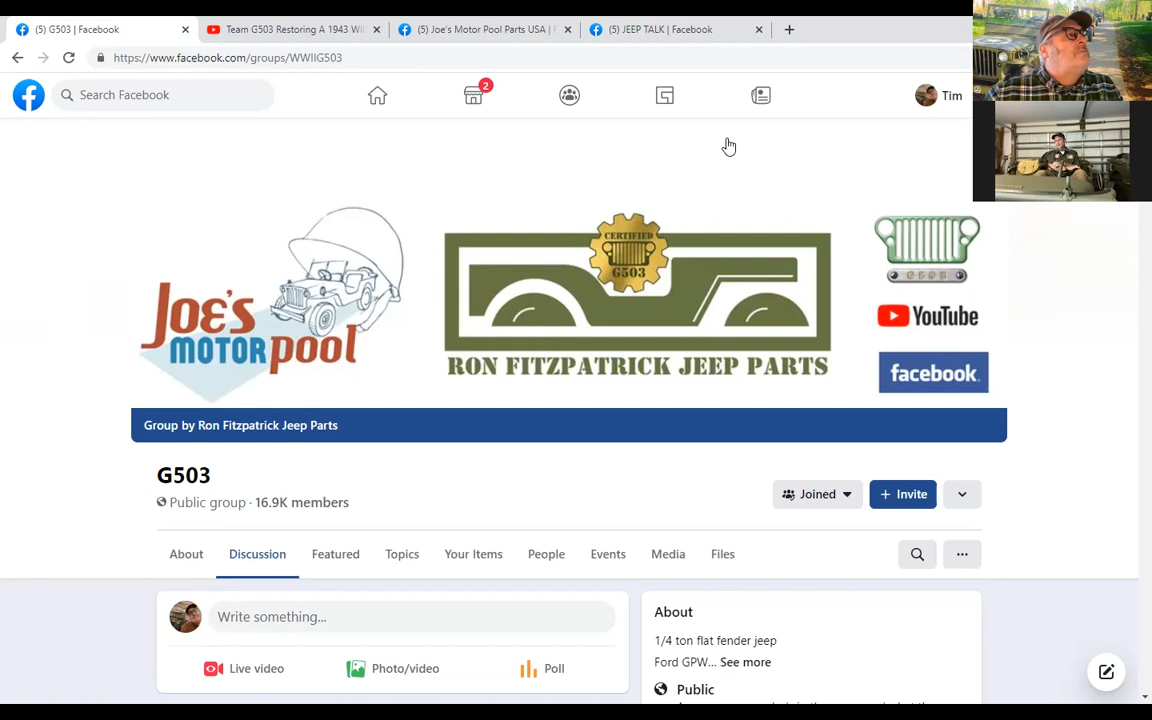 (5) G503 | Facebook
Team G503 Restoring A 1943 Wil
(5) Joe's Motor Pool Parts USA | F
(5) JEEP TALK | Facebook
https://www.facebook.com/groups/WWIIG503
Search Facebook
2
Tim
JOE'S
MOTORPOOL
CERTIFIED
G503
RON FITZPATRICK JEEP PARTS
G503
YouTube
facebook.
Group by Ron Fitzpatrick Jeep Parts
G503
Public group · 16.9K members
Joined
+ Invite
About
Discussion
Featured
Topics
Your Items
People
Events
Media
Files
Write something...
Live video
Photo/video
Poll
About
1/4 ton flat fender jeep
Ford GPW... See more
Public